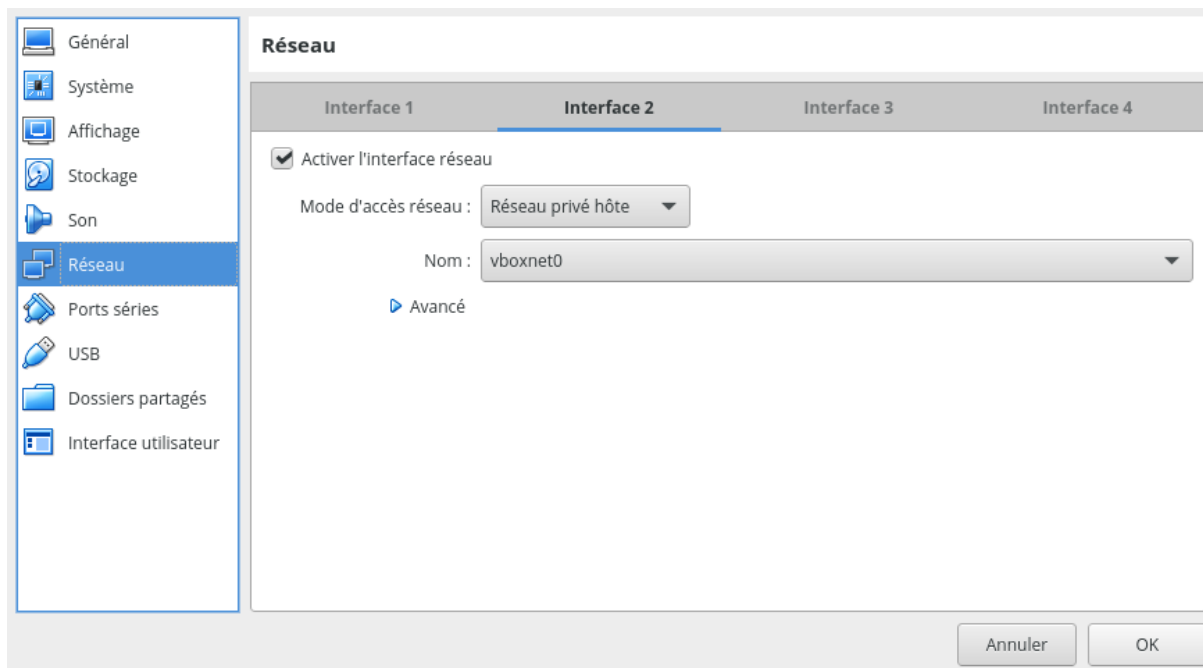 Général
Système
Affichage
Stockage
Son
Réseau
Ports séries
USB
Dossiers partagés
Interface utilisateur
Réseau
Interface 1 Interface 2 Interface 3 Interface 4
Activer l'interface réseau
Mode d'accès réseau : Réseau privé hôte
Nom : vboxnet0
Avancé
Annuler OK